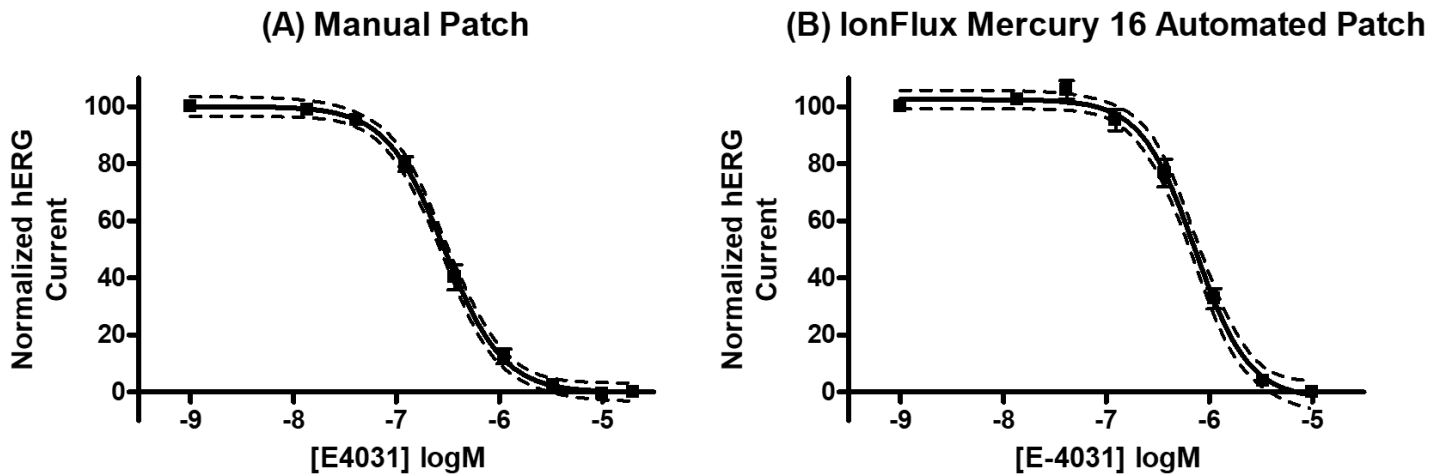 (A) Manual Patch
Normalized hERG
Current
100
80
60
40
20
0
-9
-8
-7
-6
-5
[E4031] logM
(B) IonFlux Mercury 16 Automated Patch
Normalized hERG
Current
100
80
60
40
20
0
-9
-8
-7
-6
-5
[E-4031] logM